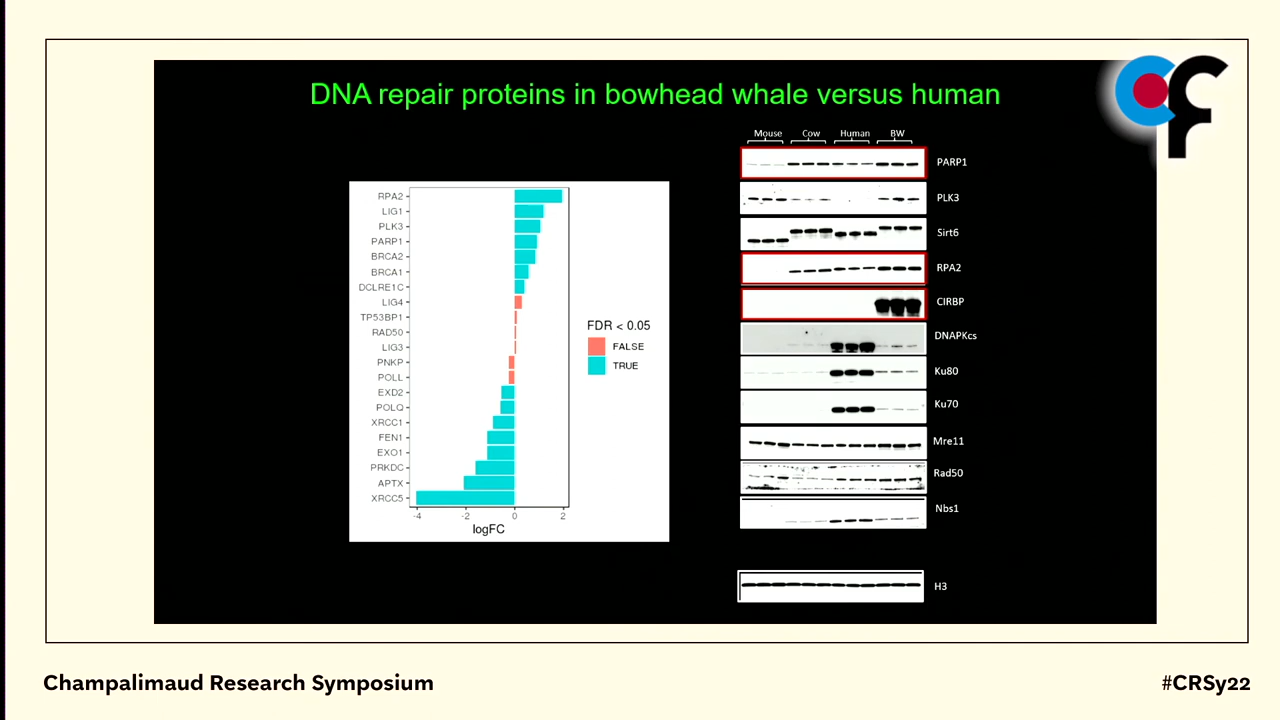 DNA repair proteins in bowhead whale versus human
RPA2
LIG1
PLK3
PARP1
BRCA2
BRCA1
DCLRE1C
LIG4
TP53BP1
RAD50
LIG3
PNKP
POLL
EXD2
POLQ
XRCC1
FEN1
EXO1
PRKDC
APTX
XRCC5
-4 -2 0 2
logFC
FDR < 0.05
FALSE
TRUE
Mouse Cow Human BW
PARP1
PLK3
Sirt6
RPA2
CIRBP
DNAPKcs
Ku80
Ku70
Mre11
Rad50
Nbs1
H3
cf
Champalimaud Research Symposium
#CRSy22